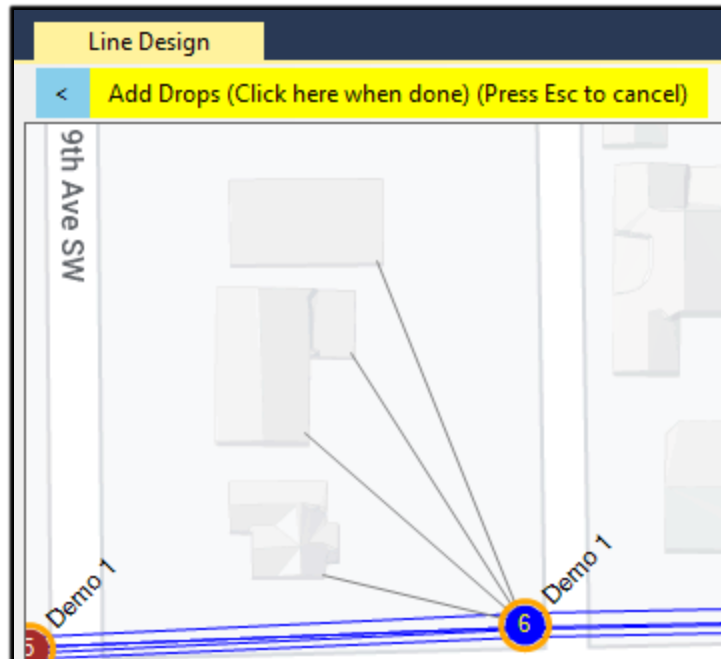 Line Design
< Add Drops (Click here when done) (Press Esc to cancel)
9th Ave SW
Demo 1
Demo 1
5
6